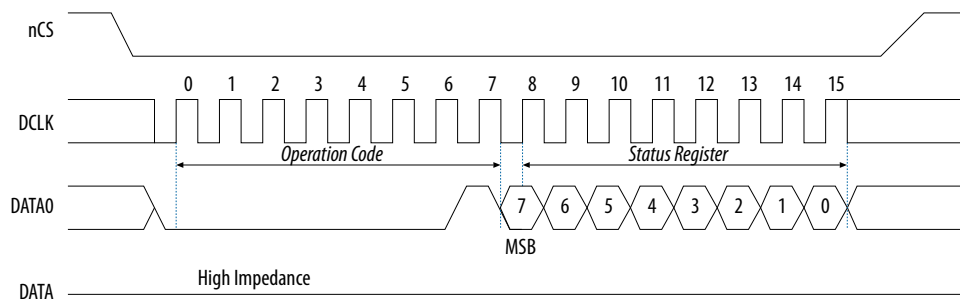 nCS
0 1 2 3 4 5 6 7 8 9 10 11 12 13 14 15
DCLK
Operation Code Status Register
DATA0 7 6 5 4 3 2 1 0
MSB
High Impedance
DATA